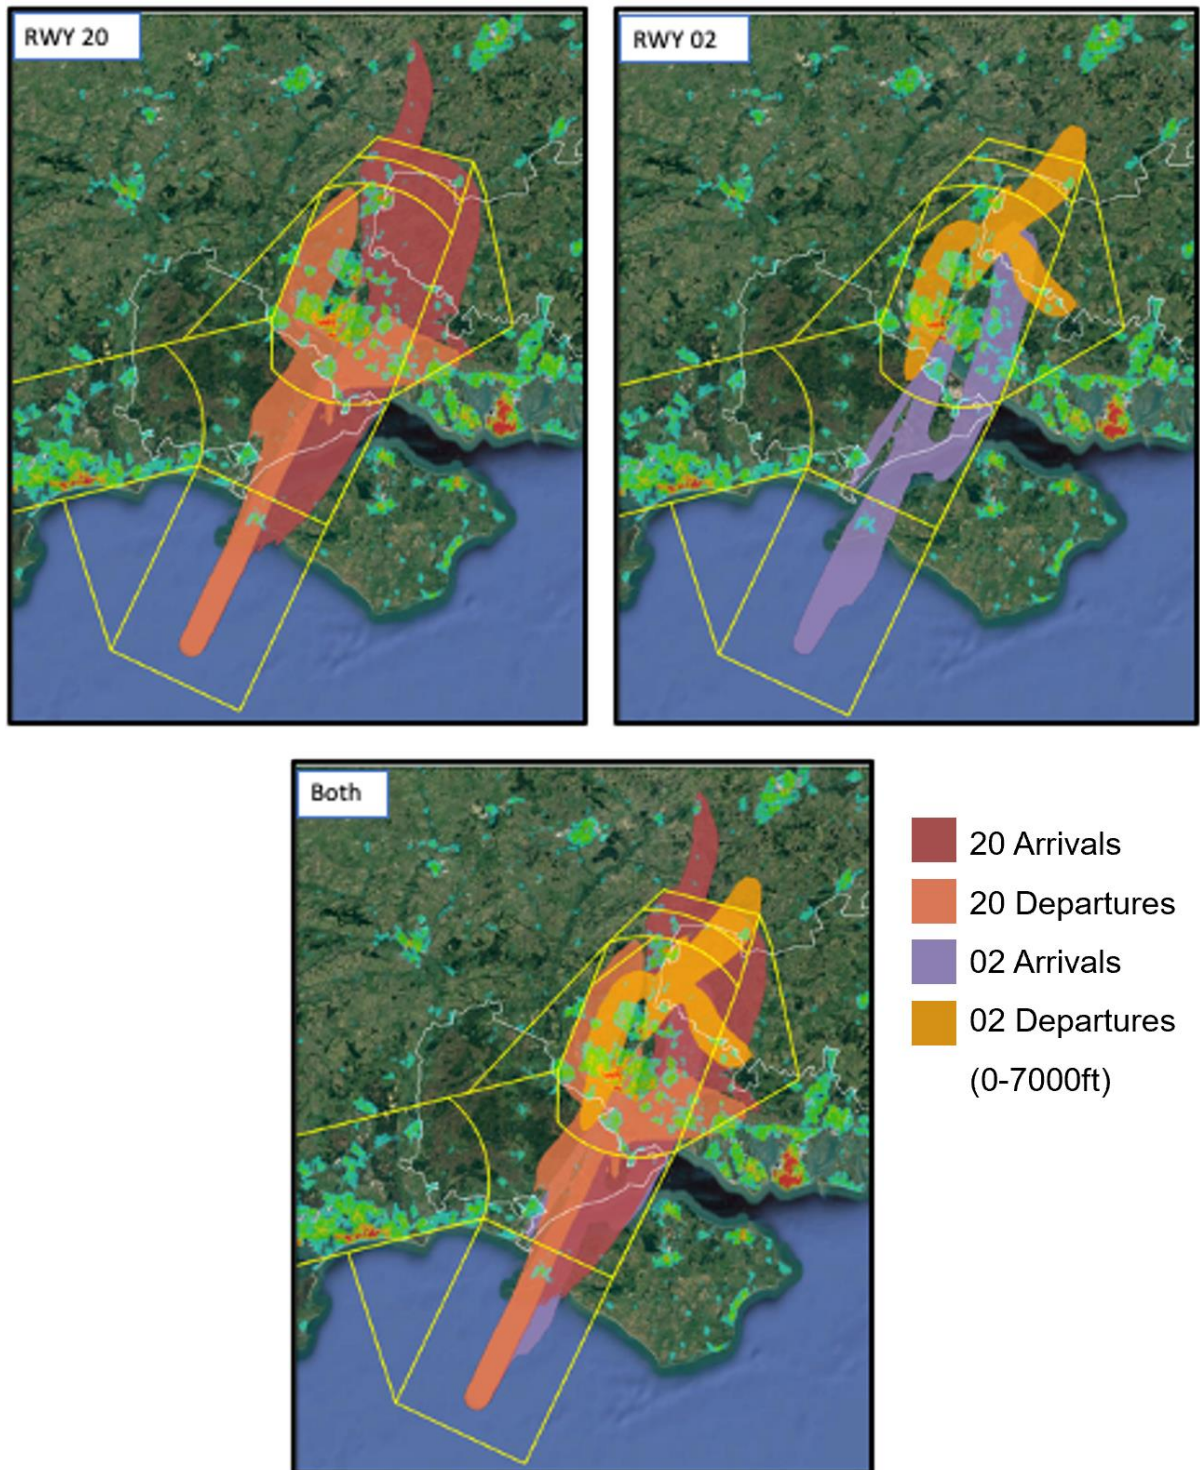 RWY 20
RWY 02
Both
20 Arrivals
20 Departures
02 Arrivals
02 Departures
(0-7000ft)